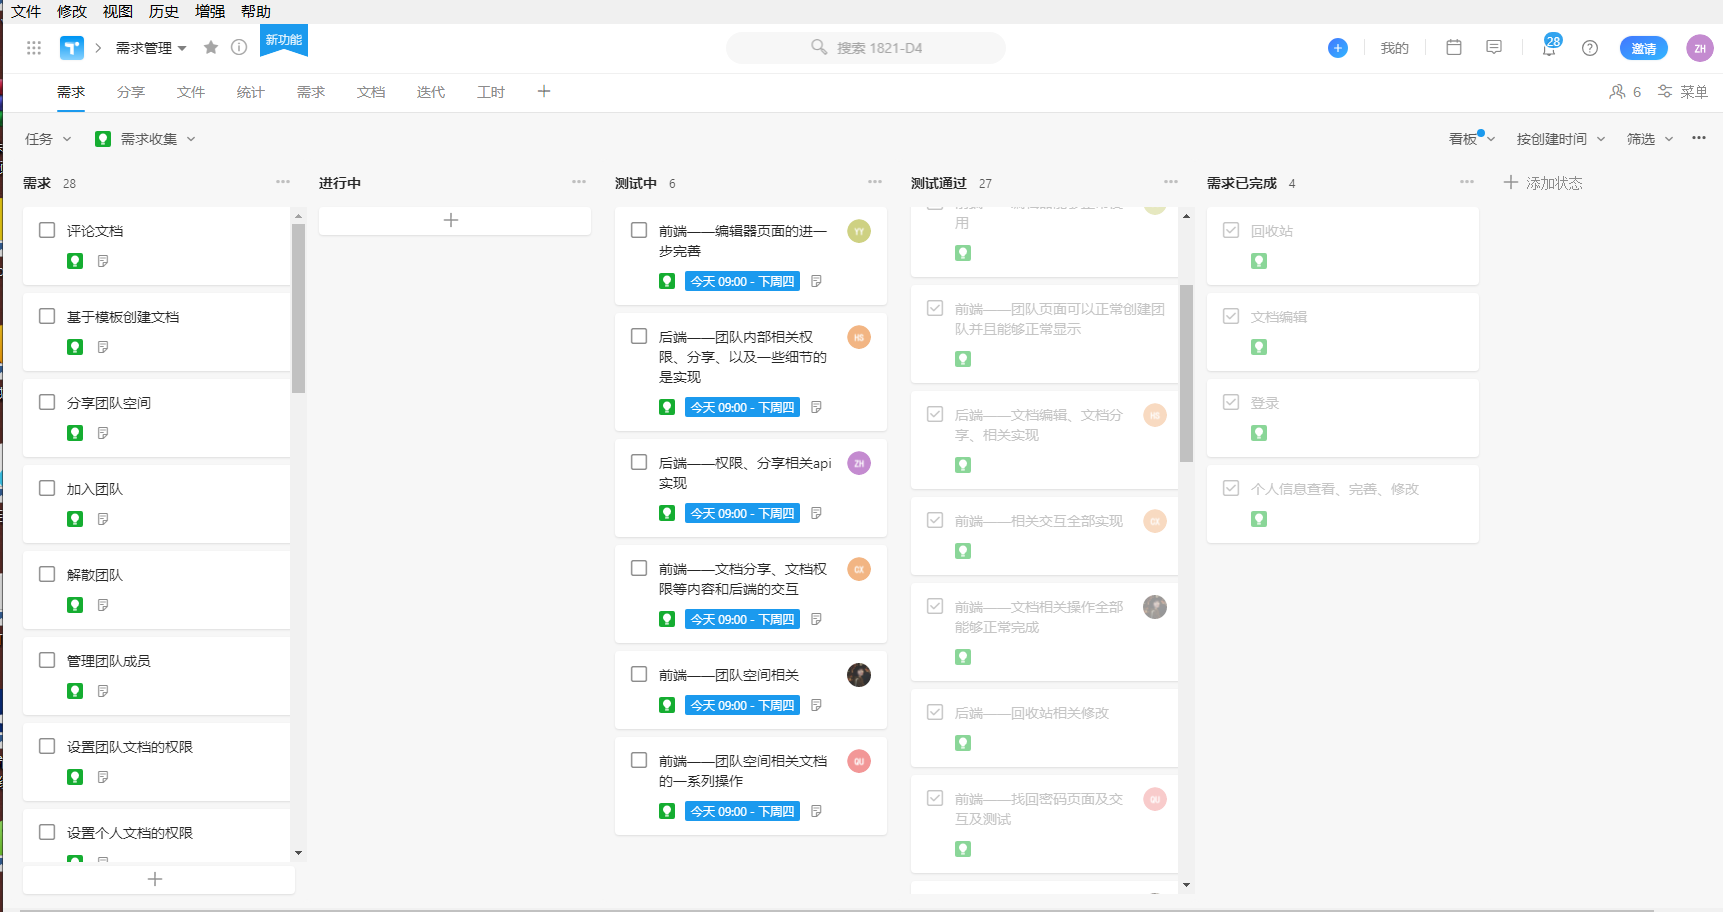 文件 修改 视图 历史 增强 帮助
需求管理
新功能
搜索 1821-D4
我的
28
邀请
ZH
需求 分享 文件 统计 需求 文档 迭代 工时
6 菜单
任务 需求收集
看板 按创建时间 筛选
需求 28
评论文档
基于模板创建文档
分享团队空间
加入团队
解散团队
管理团队成员
设置团队文档的权限
设置个人文档的权限
进行中
测试中 6
前端——编辑器页面的进一
步完善
YY
今天 09:00 - 下周四
后端——团队内部相关权
限、分享、以及一些细节的
是实现
HS
今天 09:00 - 下周四
后端——权限、分享相关api
实现
ZH
今天 09:00 - 下周四
前端——文档分享、文档权
限等内容和后端的交互
CX
今天 09:00 - 下周四
前端——团队空间相关
今天 09:00 - 下周四
前端——团队空间相关文档
的一系列操作
QU
今天 09:00 - 下周四
测试通过 27
用
前端——团队页面可以正常创建团
队并且能够正常显示
后端——文档编辑、文档分
享、相关实现
HS
前端——相关交互全部实现
CX
前端——文档相关操作全部
能够正常完成
后端——回收站相关修改
前端——找回密码页面及交
互及测试
QU
需求已完成 4
回收站
文档编辑
登录
个人信息查看、完善、修改
添加状态